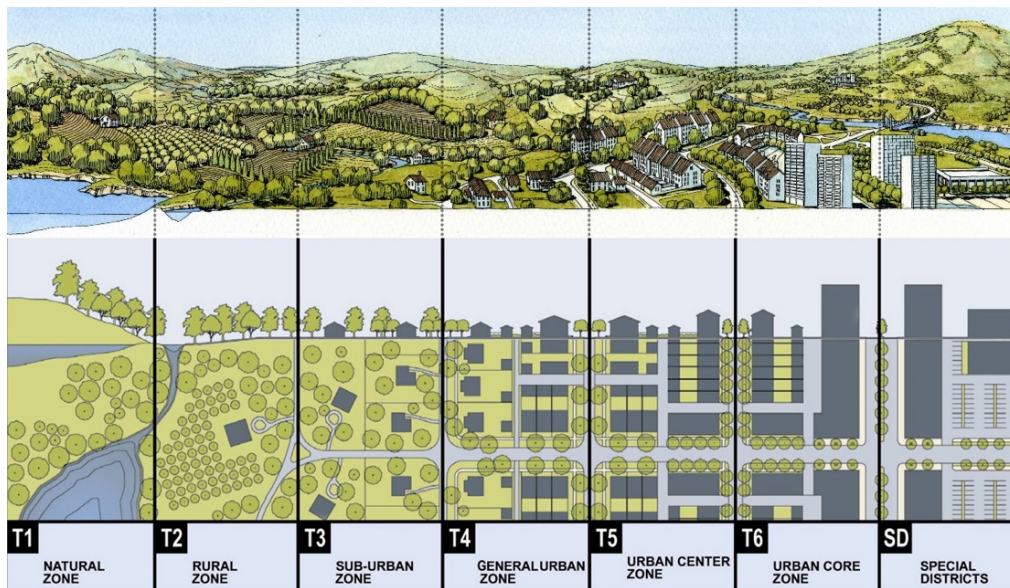 T1
NATURAL
ZONE
T2
RURAL
ZONE
T3
SUB-URBAN
ZONE
T4
GENERAL URBAN
ZONE
T5
URBAN CENTER
ZONE
T6
URBAN CORE
ZONE
SD
SPECIAL
DISTRICTS